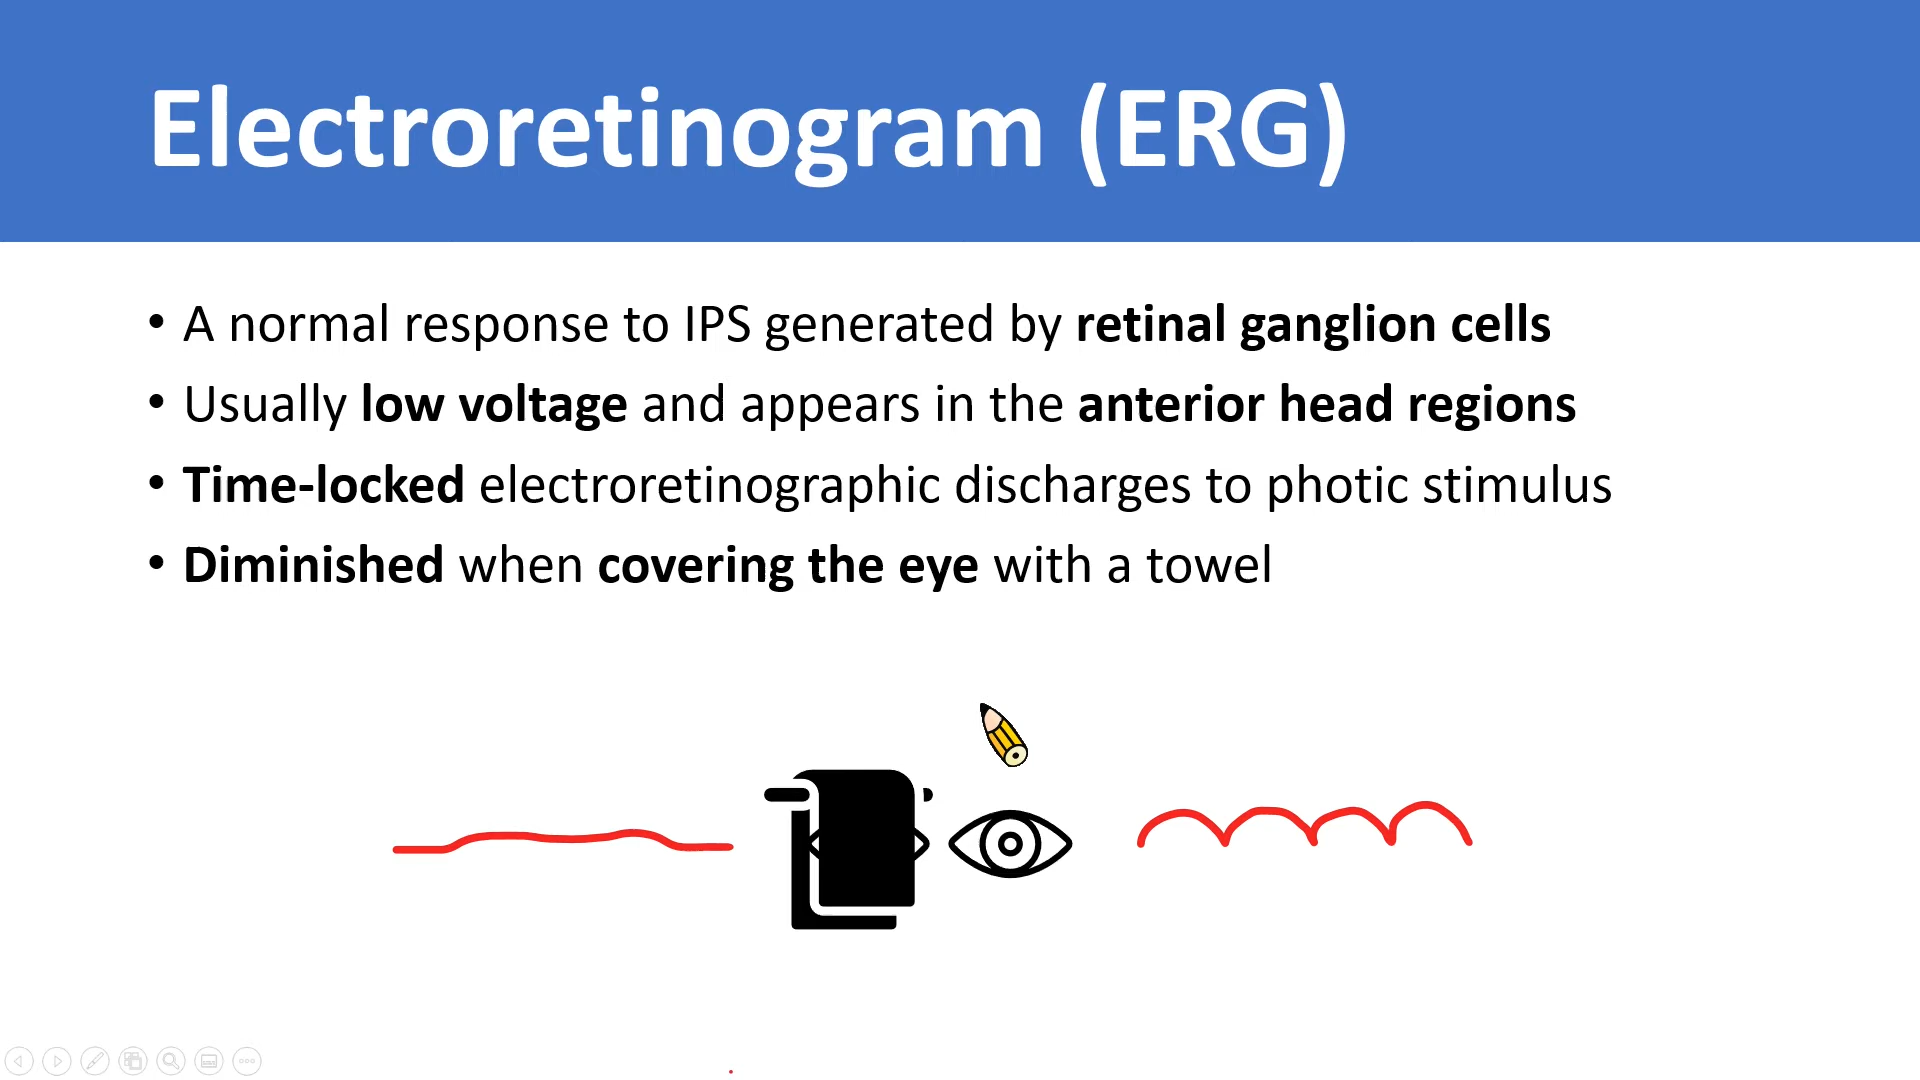 Electroretinogram (ERG)
• A normal response to IPS generated by retinal ganglion cells
• Usually low voltage and appears in the anterior head regions
• Time-locked electroretinographic discharges to photic stimulus
• Diminished when covering the eye with a towel